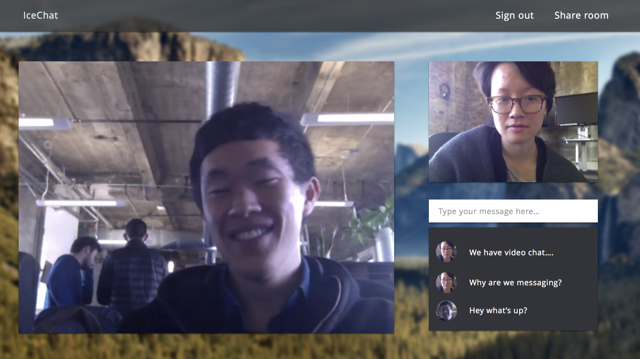 IceChat
Sign out
Share room
Type your message here...
We have video chat....
Why are we messaging?
Hey what's up?